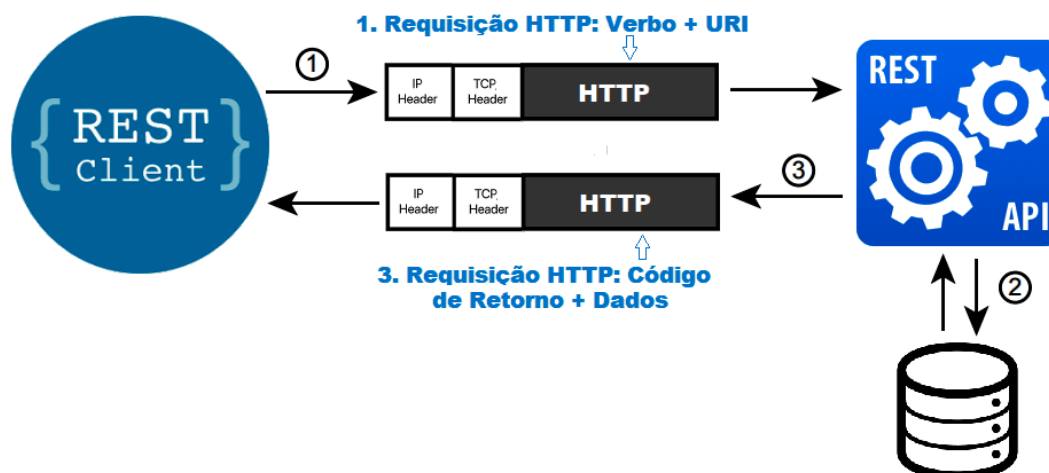 1. Requisição HTTP: Verbo + URI
1
IP
Header
TCP,
Header
HTTP
{ REST
Client }
REST
API
3
IP
Header
TCP,
Header
HTTP
3. Requisição HTTP: Código
de Retorno + Dados
2